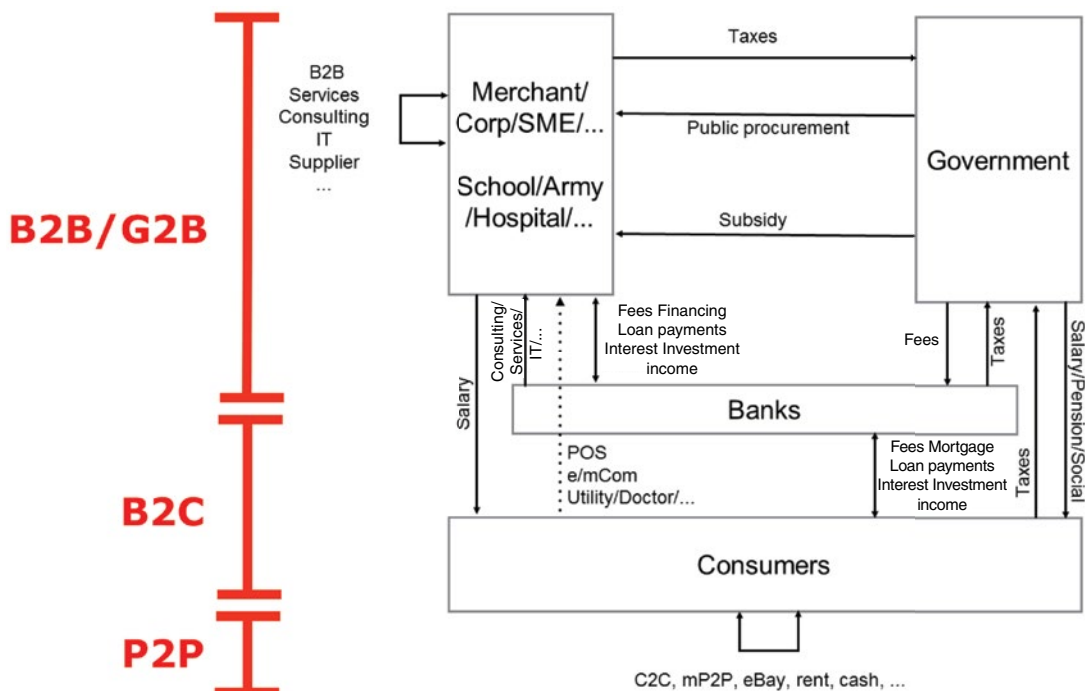 B2B
Services
Consulting
IT
Supplier
...
Merchant/
Corp/SME/...
School/Army
/Hospital/...
Taxes
Public procurement
Subsidy
Government
B2B/G2B
Salary
Consulting/
Services/
IT/...
Fees Financing
Loan payments
Interest Investment
income
Fees
Taxes
Salary/Pension/Social
Banks
B2C
POS
e/mCom
Utility/Doctor/...
Fees Mortgage
Loan payments
Interest Investment
income
Taxes
Consumers
P2P
C2C, mP2P, eBay, rent, cash, ...